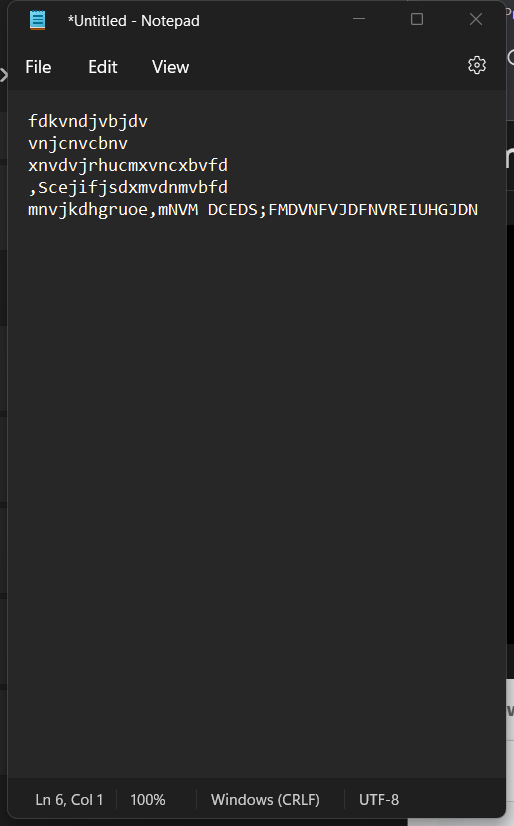 *Untitled - Notepad
File Edit View
fdkvndjvbjdv
vnjcnvcbnv
xnvdvjrhucmxvncxbvfd
,Scejifjsdxmvdnmvbfd
mnvjkdhgruoe,mNVM DCEDS;FMDVNFVJDFNVREIUHGJDN
Ln 6, Col 1 100% Windows (CRLF) UTF-8